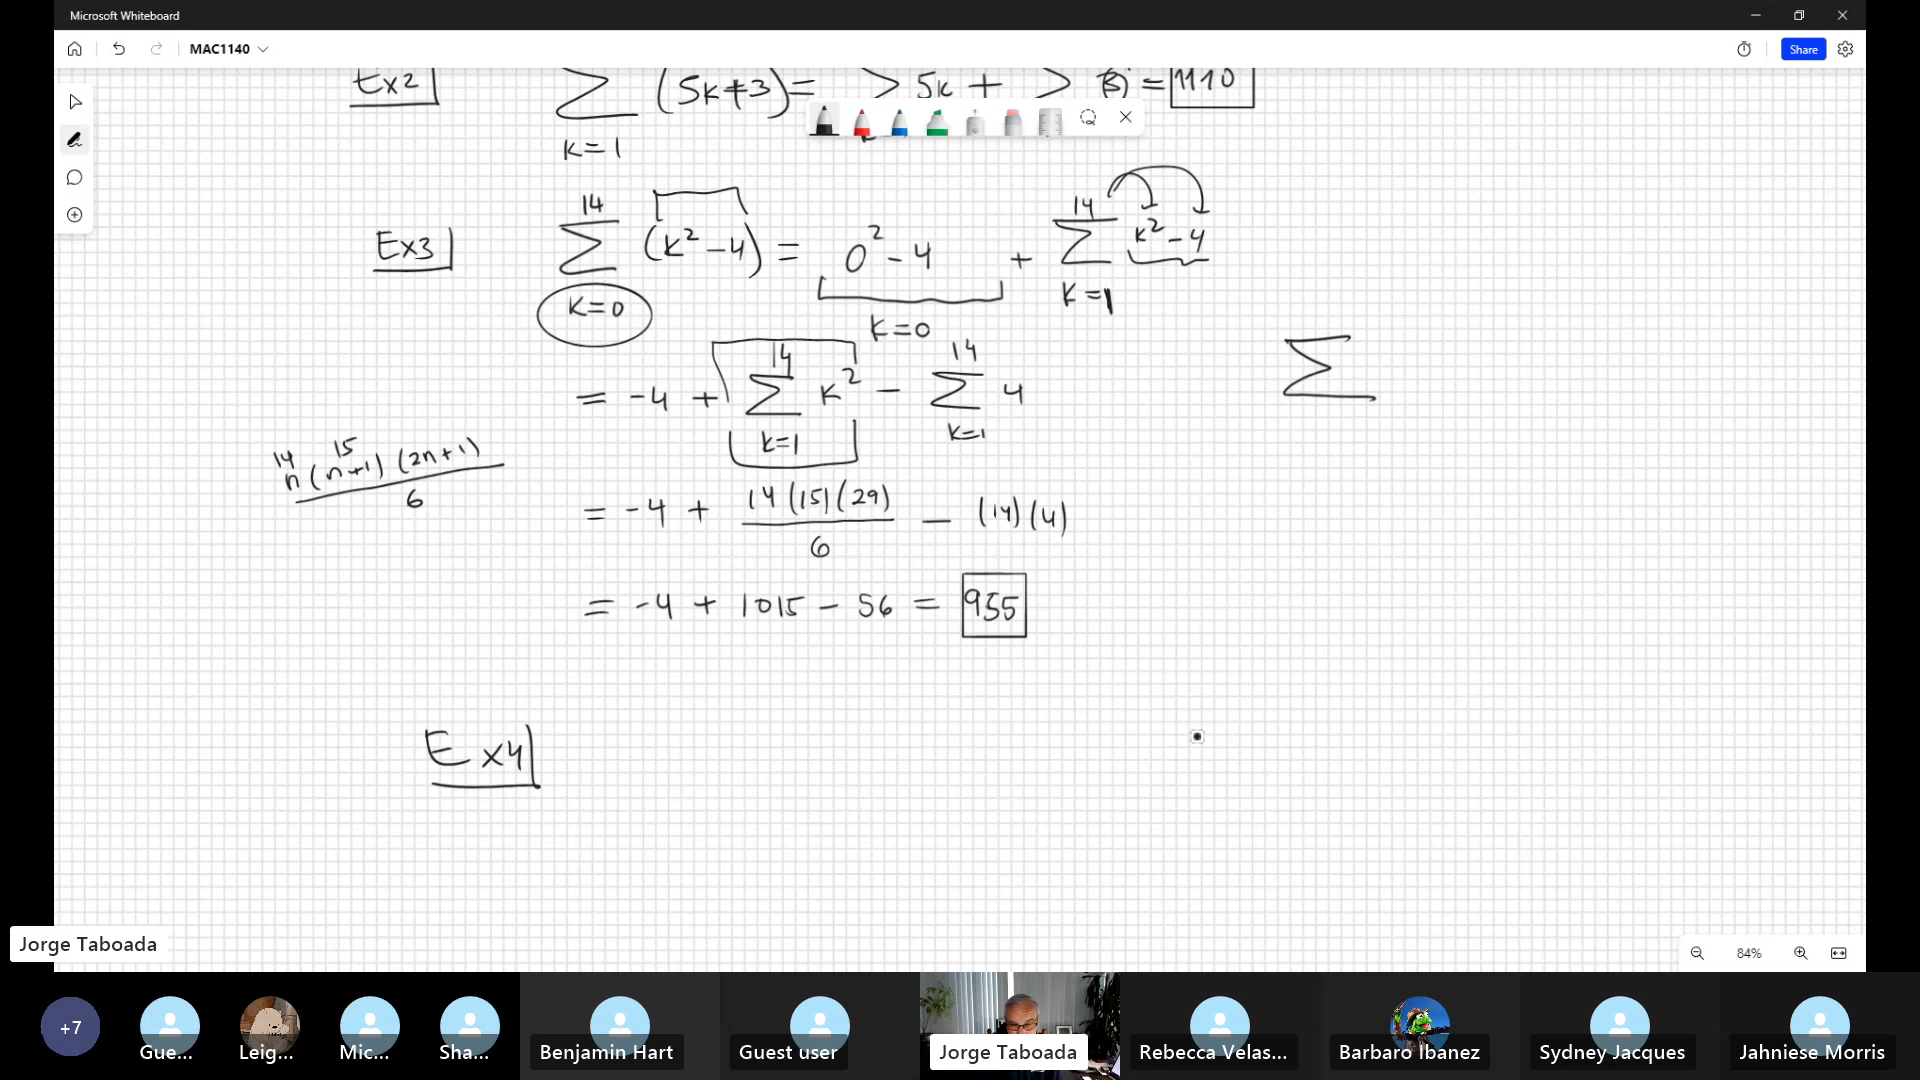 Microsoft Whiteboard
MAC1140
Share
Ex2 ∑ (5k+3) = ∑ 5k + ∑ = 1110
k=1
Ex3 14 ∑ k=0 (k² - 4) = 0² - 4 + 14 ∑ k=1 k² - 4
k=0
= -4 + 14 ∑ k=1 k² - 14 ∑ k=1 4
∑
14 15
n(n+1)(2n+1)
6
= -4 + 14(15)(29) / 6 - (14)(4)
= -4 + 1015 - 56 = 955
Ex4
Jorge Taboada
84%
+7
Gue...
Leig...
Mic...
Sha...
Benjamin Hart
Guest user
Jorge Taboada
Rebecca Velas...
Barbaro Ibanez
Sydney Jacques
Jahniese Morris